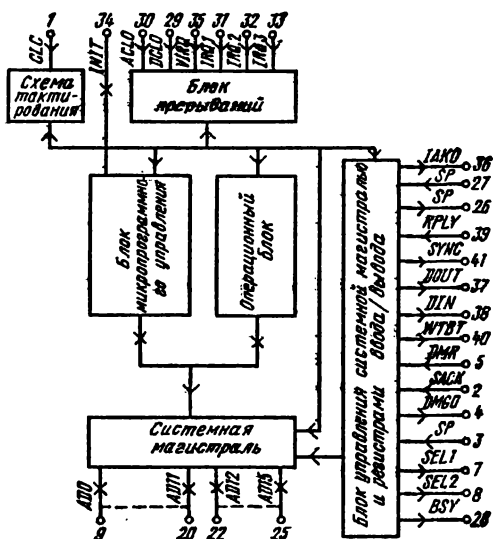 1 34 30 29 35 31 32 33
CLC INIT ACLO DCLO VIRQ IRQ1 IRQ2 IRQ3
Схема
такти-
рования
Блок
прерываний
Блок
микропрограммно-
го управления
Операционный
блок
Блок управления системной магистралью
и регистрами ввода/вывода
Системная
магистраль
IAKO 36
SP 27
SP 26
RPLY 39
SYNC 41
DOUT 37
DIN 38
WTBT 40
DMR 5
SACK 2
DMGO 4
SP 3
SEL1 7
SEL2 8
BSY 28
AD0 AD11 AD12 AD15
9 20 22 25